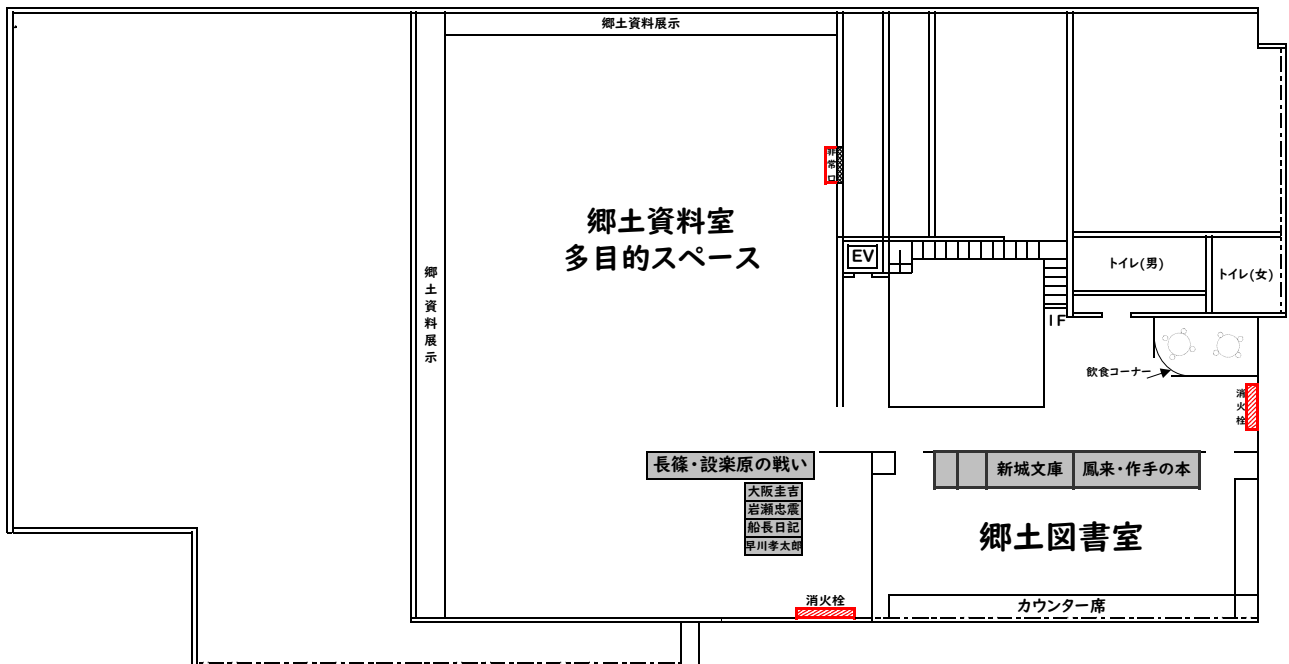 郷土資料展示
非常口
郷土資料室
多目的スペース
郷土資料展示
EV
トイレ(男)
トイレ(女)
1F
飲食コーナー
消火栓
長篠・設楽原の戦い
大阪圭吉
岩瀬忠震
船長日記
早川孝太郎
新城文庫
鳳来・作手の本
郷土図書室
消火栓
カウンター席